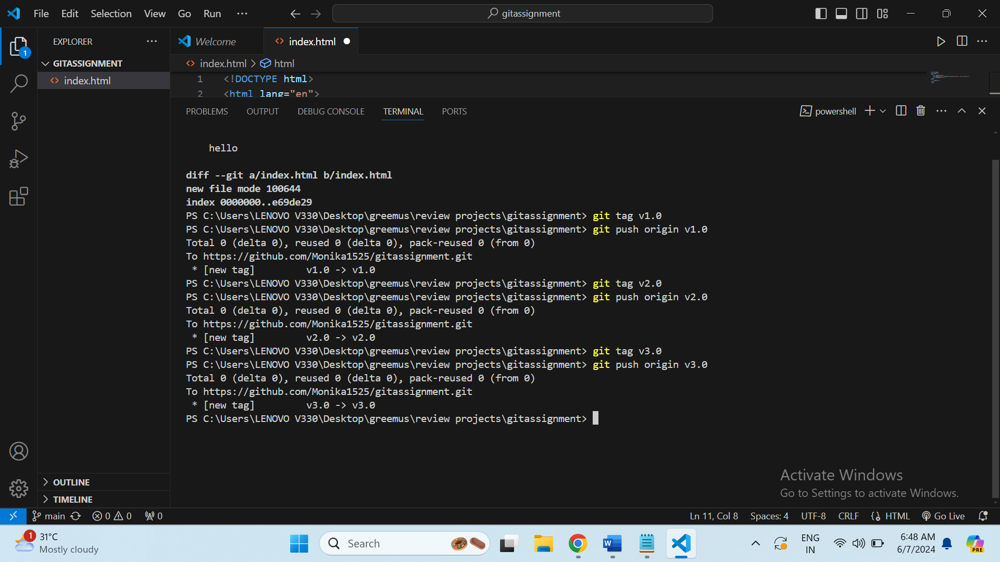 File Edit Selection View Go Run ···
gitassignment
EXPLORER
Welcome
index.html
GITASSIGNMENT
index.html
index.html > html
1 <!DOCTYPE html>
2 <html lang="en">
PROBLEMS OUTPUT DEBUG CONSOLE TERMINAL PORTS
powershell
hello
diff --git a/index.html b/index.html
new file mode 100644
index 0000000..e69de29
PS C:\Users\LENOVO V330\Desktop\greemus\review projects\gitassignment> git tag v1.0
PS C:\Users\LENOVO V330\Desktop\greemus\review projects\gitassignment> git push origin v1.0
Total 0 (delta 0), reused 0 (delta 0), pack-reused 0 (from 0)
To https://github.com/Monika1525/gitassignment.git
* [new tag] v1.0 -> v1.0
PS C:\Users\LENOVO V330\Desktop\greemus\review projects\gitassignment> git tag v2.0
PS C:\Users\LENOVO V330\Desktop\greemus\review projects\gitassignment> git push origin v2.0
Total 0 (delta 0), reused 0 (delta 0), pack-reused 0 (from 0)
To https://github.com/Monika1525/gitassignment.git
* [new tag] v2.0 -> v2.0
PS C:\Users\LENOVO V330\Desktop\greemus\review projects\gitassignment> git tag v3.0
PS C:\Users\LENOVO V330\Desktop\greemus\review projects\gitassignment> git push origin v3.0
Total 0 (delta 0), reused 0 (delta 0), pack-reused 0 (from 0)
To https://github.com/Monika1525/gitassignment.git
* [new tag] v3.0 -> v3.0
PS C:\Users\LENOVO V330\Desktop\greemus\review projects\gitassignment>
1
OUTLINE
TIMELINE
Activate Windows
Go to Settings to activate Windows.
main 0 0 0
Ln 11, Col 8 Spaces: 4 UTF-8 CRLF HTML Go Live
1
31°C
Mostly cloudy
Search
W
ENG
IN
6:48 AM
6/7/2024
PRE